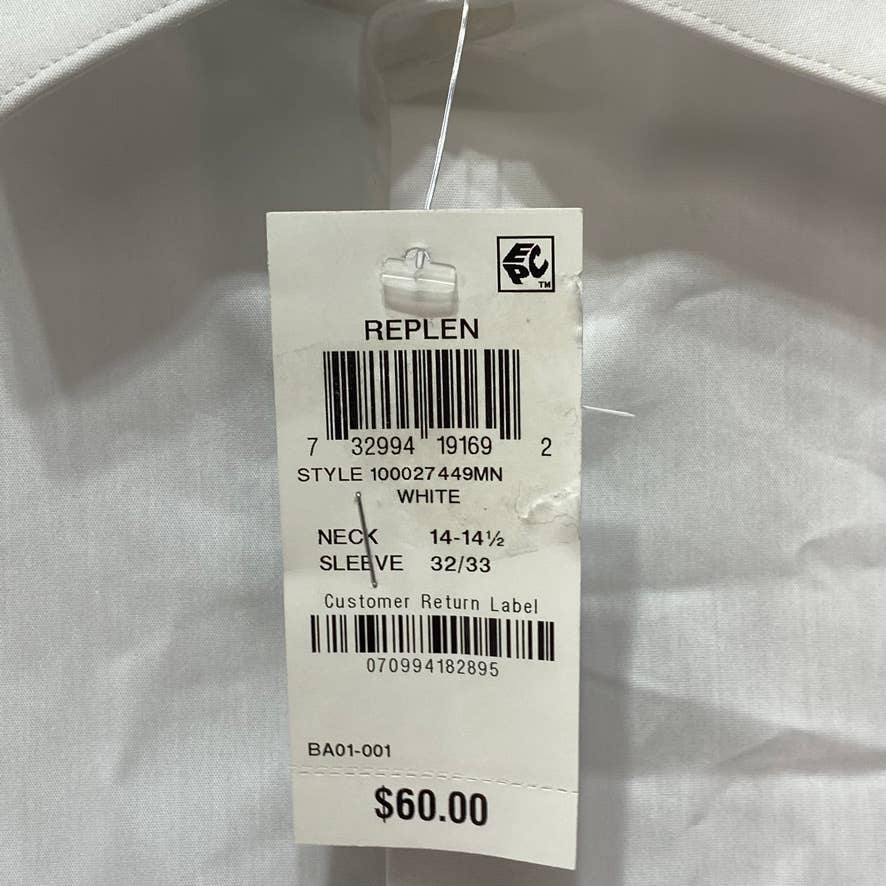 EPC™
REPLEN
7 32994 19169 2
STYLE 100027449MN
WHITE
NECK 14-14½
SLEEVE 32/33
Customer Return Label
070994182895
BA01-001
$60.00